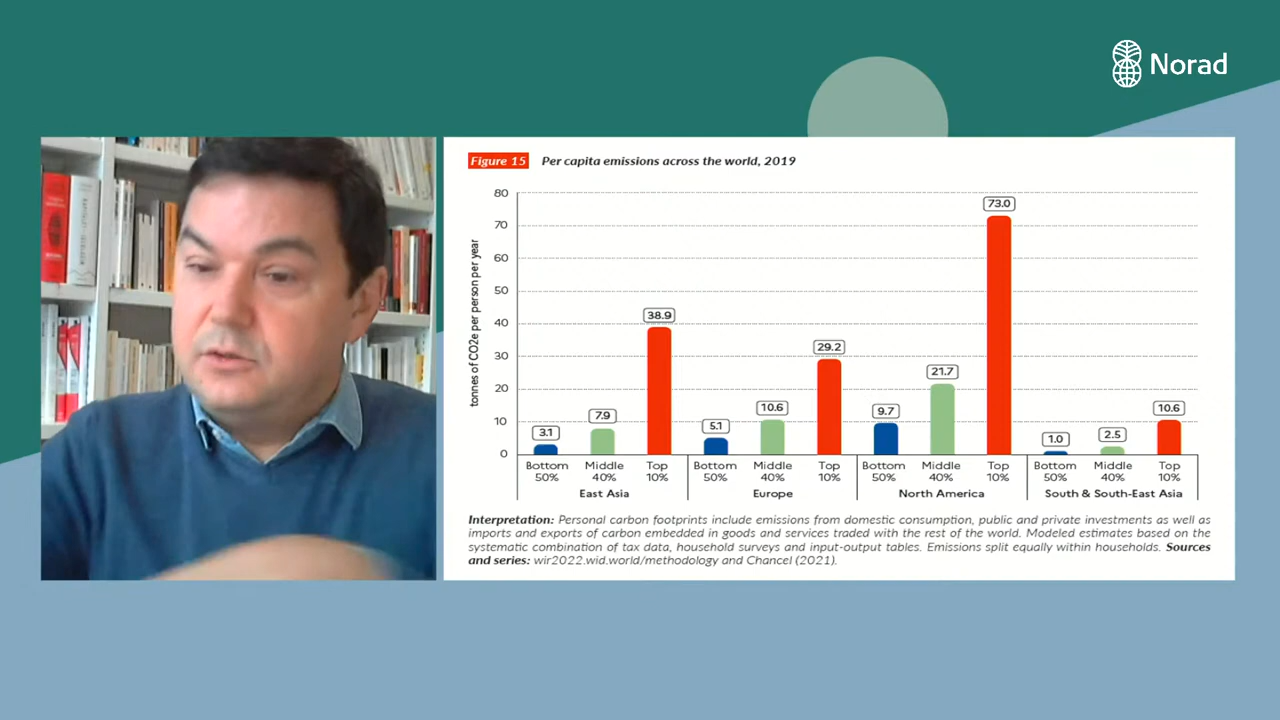 Norad
Figure 15 Per capita emissions across the world, 2019
tonnes of CO2e per person per year
80
70
60
50
40
30
20
10
0
3.1
7.9
38.9
5.1
10.6
29.2
9.7
21.7
73.0
1.0
2.5
10.6
Bottom 50% Middle 40% Top 10% Bottom 50% Middle 40% Top 10% Bottom 50% Middle 40% Top 10% Bottom 50% Middle 40% Top 10%
East Asia Europe North America South & South-East Asia
Interpretation: Personal carbon footprints include emissions from domestic consumption, public and private investments as well as
imports and exports of carbon embedded in goods and services traded with the rest of the world. Modeled estimates based on the
systematic combination of tax data, household surveys and input-output tables. Emissions split equally within households. Sources
and series: wir2022.wid.world/methodology and Chancel (2021).